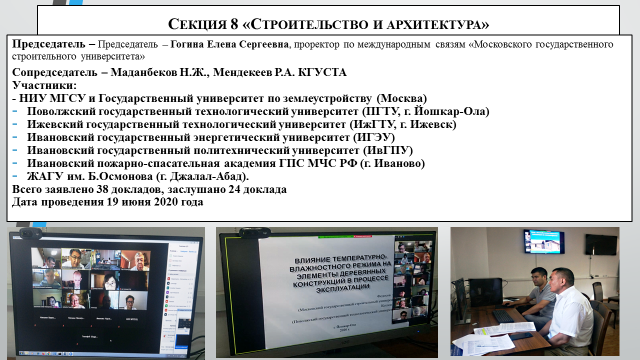 СЕКЦИЯ 8 «СТРОИТЕЛЬСТВО И АРХИТЕКТУРА»
Председатель – Председатель – Гогина Елена Сергеевна, проректор по международным связям «Московского государственного
строительного университета»
Сопредседатель – Маданбеков Н.Ж., Мендекеев Р.А. КГУСТА
Участники:
- НИУ МГСУ и Государственный университет по землеустройству (Москва)
- Поволжский государственный технологический университет (ПГТУ, г. Йошкар-Ола)
- Ижевский государственный технологический университет (ИжГТУ, г. Ижевск)
- Ивановский государственный энергетический университет (ИГЭУ)
- Ивановский государственный политехнический университет (ИвГПУ)
- Ивановская пожарно-спасательная академия ГПС МЧС РФ (г. Иваново)
- ЖАГУ им. Б.Осмонова (г. Джалал-Абад).
Всего заявлено 38 докладов, заслушано 24 доклада
Дата проведения 19 июня 2020 года
ВЛИЯНИЕ ТЕМПЕРАТУРНО-
ВЛАЖНОСТНОГО РЕЖИМА НА
ЭЛЕМЕНТЫ ДЕРЕВЯННЫХ
КОНСТРУКЦИЙ В ПРОЦЕССЕ
ЭКСПЛУАТАЦИИ